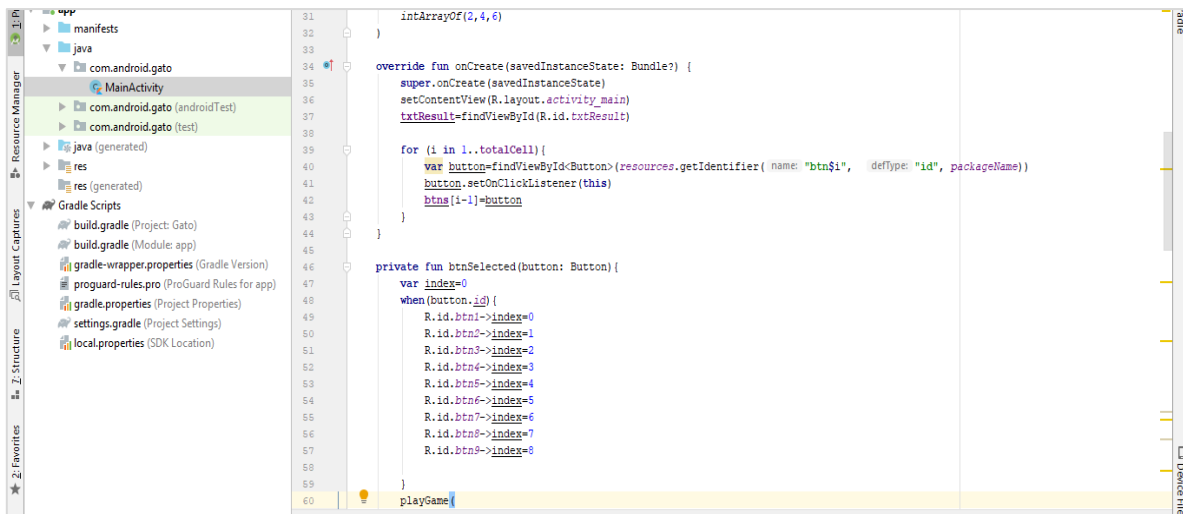 1: P
Resource Manager
Layout Captures
7: Structure
2: Favorites
app
manifests
java
com.android.gato
MainActivity
com.android.gato (androidTest)
com.android.gato (test)
java (generated)
res
res (generated)
Gradle Scripts
build.gradle (Project: Gato)
build.gradle (Module: app)
gradle-wrapper.properties (Gradle Version)
proguard-rules.pro (ProGuard Rules for app)
gradle.properties (Project Properties)
settings.gradle (Project Settings)
local.properties (SDK Location)
31 intArrayOf(2,4,6)
32 )
33
34 override fun onCreate(savedInstanceState: Bundle?) {
35 super.onCreate(savedInstanceState)
36 setContentView(R.layout.activity_main)
37 txtResult=findViewById(R.id.txtResult)
38
39 for (i in 1..totalCell){
40 var button=findViewById<Button>(resources.getIdentifier( name: "btn$i", defType: "id", packageName))
41 button.setOnClickListener(this)
42 btns[i-1]=button
43 }
44 }
45
46 private fun btnSelected(button: Button){
47 var index=0
48 when(button.id){
49 R.id.btn1->index=0
50 R.id.btn2->index=1
51 R.id.btn3->index=2
52 R.id.btn4->index=3
53 R.id.btn5->index=4
54 R.id.btn6->index=5
55 R.id.btn7->index=6
56 R.id.btn8->index=7
57 R.id.btn9->index=8
58
59 }
60 playGame(
adle
Device File